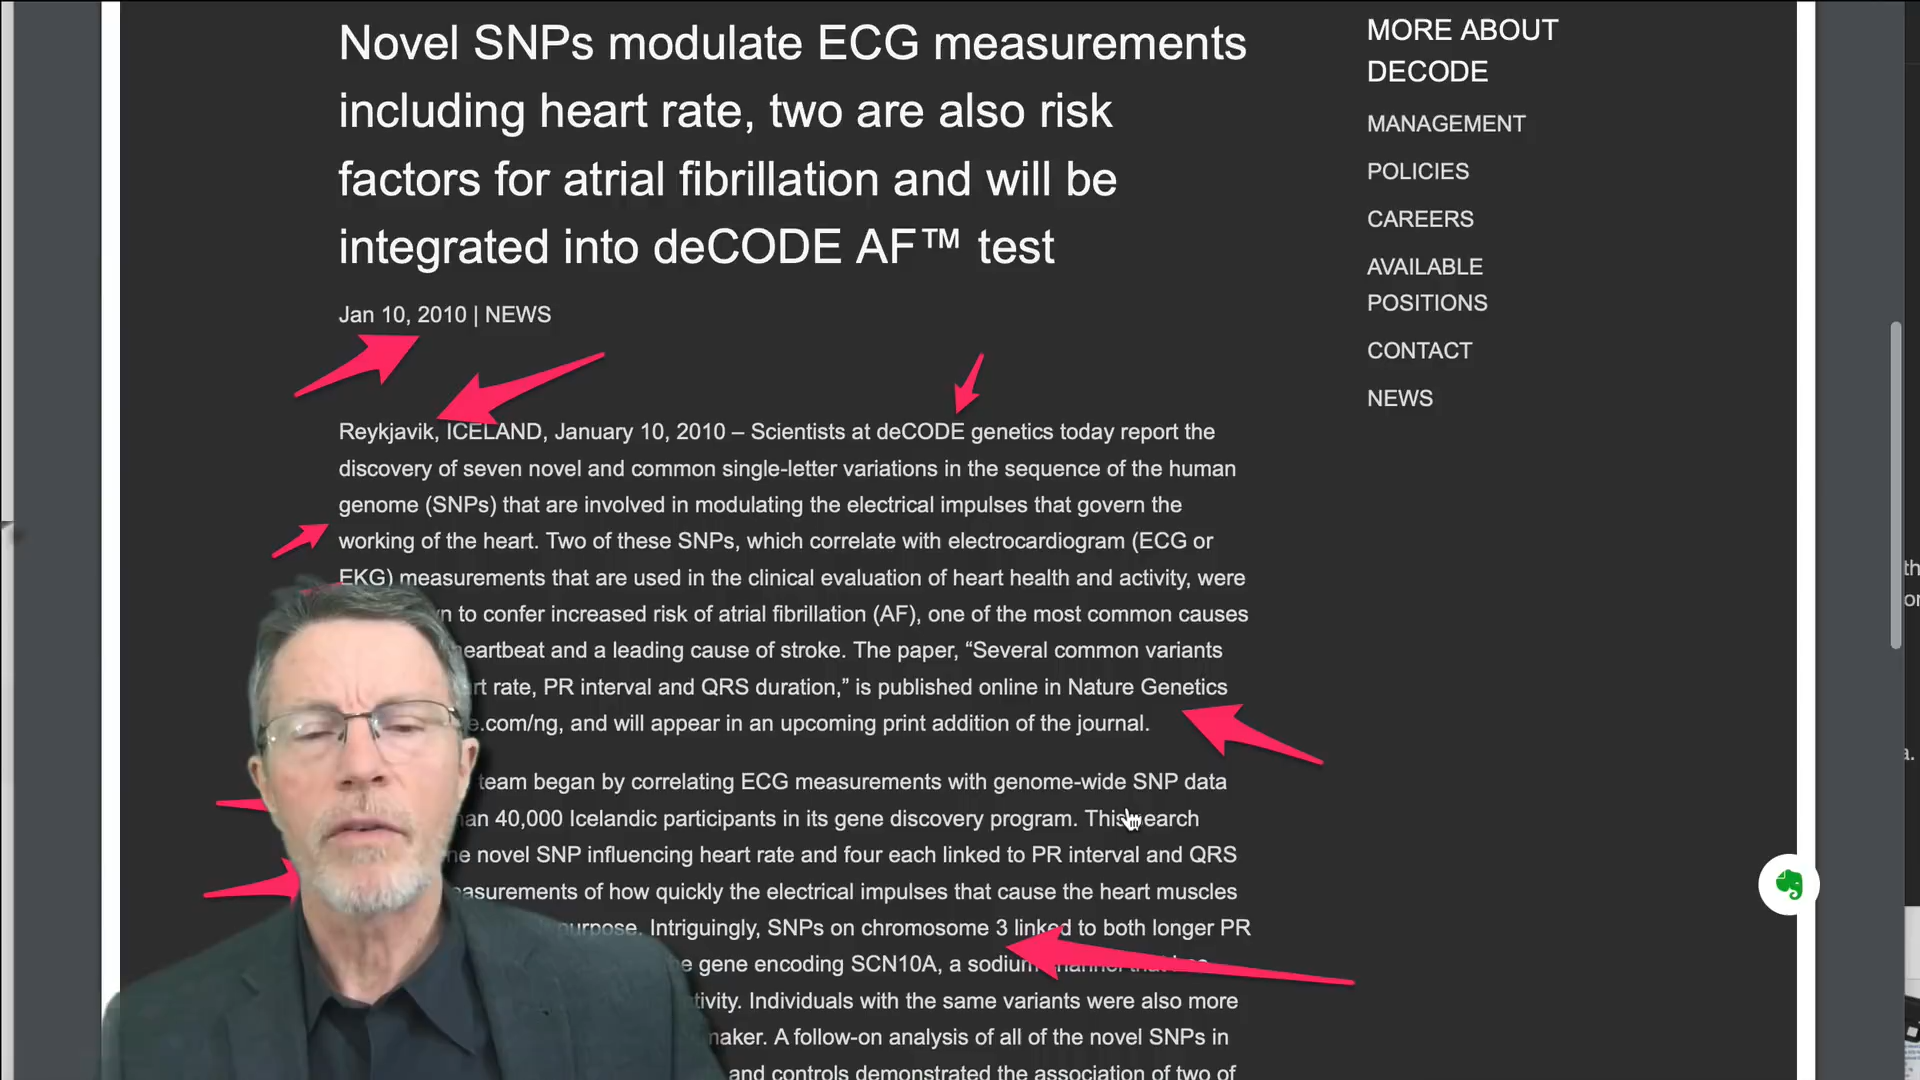 Novel SNPs modulate ECG measurements
including heart rate, two are also risk
factors for atrial fibrillation and will be
integrated into deCODE AF™ test
Jan 10, 2010 | NEWS
Reykjavik, ICELAND, January 10, 2010 – Scientists at deCODE genetics today report the
discovery of seven novel and common single-letter variations in the sequence of the human
genome (SNPs) that are involved in modulating the electrical impulses that govern the
working of the heart. Two of these SNPs, which correlate with electrocardiogram (ECG or
EKG) measurements that are used in the clinical evaluation of heart health and activity, were
to confer increased risk of atrial fibrillation (AF), one of the most common causes
heartbeat and a leading cause of stroke. The paper, “Several common variants
rate, PR interval and QRS duration,” is published online in Nature Genetics
e.com/ng, and will appear in an upcoming print addition of the journal.
team began by correlating ECG measurements with genome-wide SNP data
40,000 Icelandic participants in its gene discovery program. This search
novel SNP influencing heart rate and four each linked to PR interval and QRS
measurements of how quickly the electrical impulses that cause the heart muscles
purpose. Intriguingly, SNPs on chromosome 3 linked to both longer PR
gene encoding SCN10A, a sodium
Individuals with the same variants were also more
A follow-on analysis of all of the novel SNPs in
and controls demonstrated the association of two of
MORE ABOUT
DECODE
MANAGEMENT
POLICIES
CAREERS
AVAILABLE
POSITIONS
CONTACT
NEWS